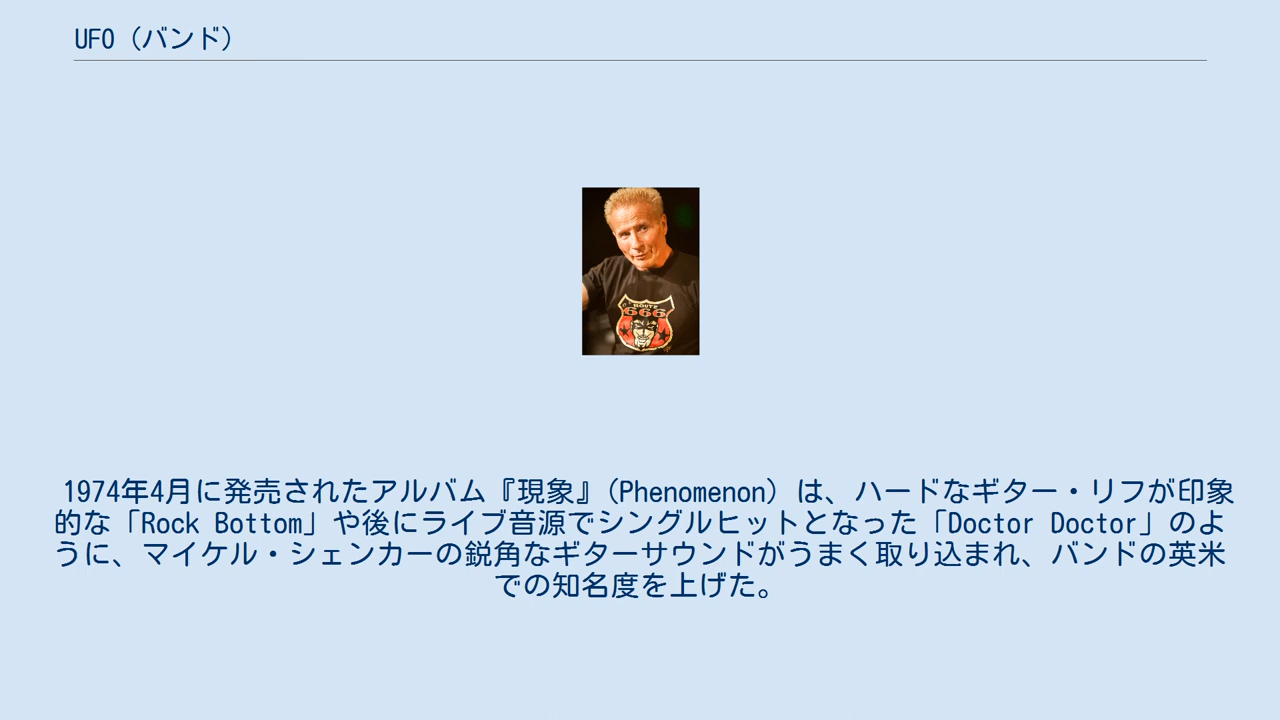 UFO（バンド）
ROUTE
666
1974年4月に発売されたアルバム『現象』（Phenomenon）は、ハードなギター・リフが印象
的な「Rock Bottom」や後にライブ音源でシングルヒットとなった「Doctor Doctor」のよ
うに、マイケル・シェンカーの鋭角なギターサウンドがうまく取り込まれ、バンドの英米
での知名度を上げた。